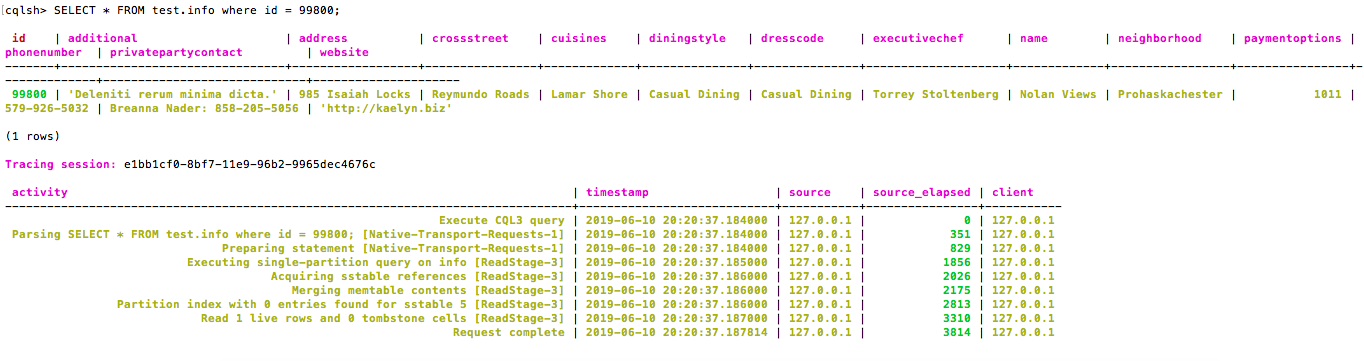 cqlsh> SELECT * FROM test.info where id = 99800;
id | additional | address | crossstreet | cuisines | diningstyle | dresscode | executivechef | name | neighborhood | paymentoptions |
phonenumber | privatepartycontact | website
99800 | 'Deleniti rerum minima dicta.' | 985 Isaiah Locks | Reymundo Roads | Lamar Shore | Casual Dining | Casual Dining | Torrey Stoltenberg | Nolan Views | Prohaskachester | 1011 |
579-926-5032 | Breanna Nader: 858-205-5056 | 'http://kaelyn.biz'
(1 rows)
Tracing session: e1bb1cf0-8bf7-11e9-96b2-9965dec4676c
activity | timestamp | source | source_elapsed | client
Execute CQL3 query | 2019-06-10 20:20:37.184000 | 127.0.0.1 | 0 | 127.0.0.1
Parsing SELECT * FROM test.info where id = 99800; [Native-Transport-Requests-1] | 2019-06-10 20:20:37.184000 | 127.0.0.1 | 351 | 127.0.0.1
Preparing statement [Native-Transport-Requests-1] | 2019-06-10 20:20:37.184000 | 127.0.0.1 | 829 | 127.0.0.1
Executing single-partition query on info [ReadStage-3] | 2019-06-10 20:20:37.185000 | 127.0.0.1 | 1856 | 127.0.0.1
Acquiring sstable references [ReadStage-3] | 2019-06-10 20:20:37.186000 | 127.0.0.1 | 2026 | 127.0.0.1
Merging memtable contents [ReadStage-3] | 2019-06-10 20:20:37.186000 | 127.0.0.1 | 2175 | 127.0.0.1
Partition index with 0 entries found for sstable 5 [ReadStage-3] | 2019-06-10 20:20:37.186000 | 127.0.0.1 | 2813 | 127.0.0.1
Read 1 live rows and 0 tombstone cells [ReadStage-3] | 2019-06-10 20:20:37.187000 | 127.0.0.1 | 3310 | 127.0.0.1
Request complete | 2019-06-10 20:20:37.187814 | 127.0.0.1 | 3814 | 127.0.0.1